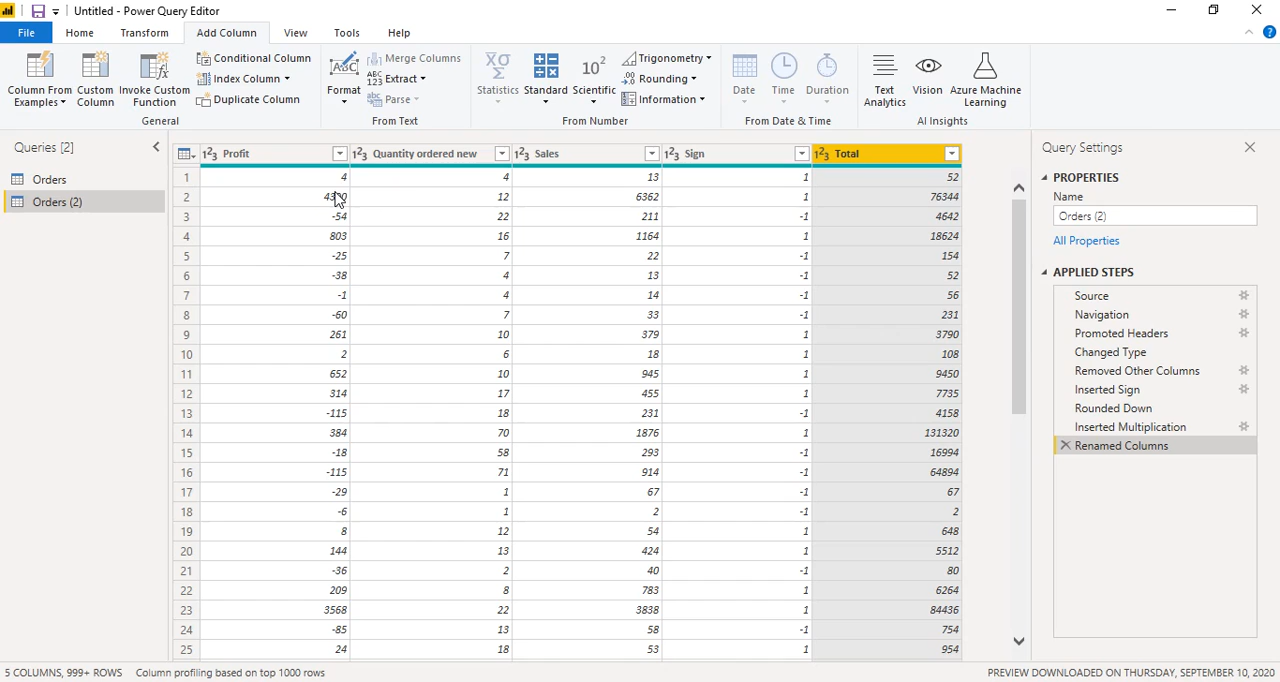 Untitled - Power Query Editor
File Home Transform Add Column View Tools Help
Column From Examples
Custom Column
Invoke Custom Function
Conditional Column
Index Column
Duplicate Column
General
Format
Merge Columns
Extract
Parse
From Text
Statistics
Standard
Scientific
Trigonometry
Rounding
Information
From Number
Date
Time
Duration
From Date & Time
Text Analytics
Vision
Azure Machine Learning
AI Insights
Queries [2]
Orders
Orders (2)
Profit Quantity ordered new Sales Sign Total
1 4 4 13 1 52
2 12 6362 1 76344
3 -54 22 211 -1 4642
4 803 16 1164 1 18624
5 -25 7 22 -1 154
6 -38 4 13 -1 52
7 -1 4 14 -1 56
8 -60 7 33 -1 231
9 261 10 379 1 3790
10 2 6 18 1 108
11 652 10 945 1 9450
12 314 17 455 1 7735
13 -115 18 231 -1 4158
14 384 70 1876 1 131320
15 -18 58 293 -1 16994
16 -115 71 914 -1 64894
17 -29 1 67 -1 67
18 -6 1 2 -1 2
19 8 12 54 1 648
20 144 13 424 1 5512
21 -36 2 40 -1 80
22 209 8 783 1 6264
23 3568 22 3838 1 84436
24 -85 13 58 -1 754
25 24 18 53 1 954
Query Settings
PROPERTIES
Name
Orders (2)
All Properties
APPLIED STEPS
Source
Navigation
Promoted Headers
Changed Type
Removed Other Columns
Inserted Sign
Rounded Down
Inserted Multiplication
Renamed Columns
5 COLUMNS, 999+ ROWS Column profiling based on top 1000 rows
PREVIEW DOWNLOADED ON THURSDAY, SEPTEMBER 10, 2020